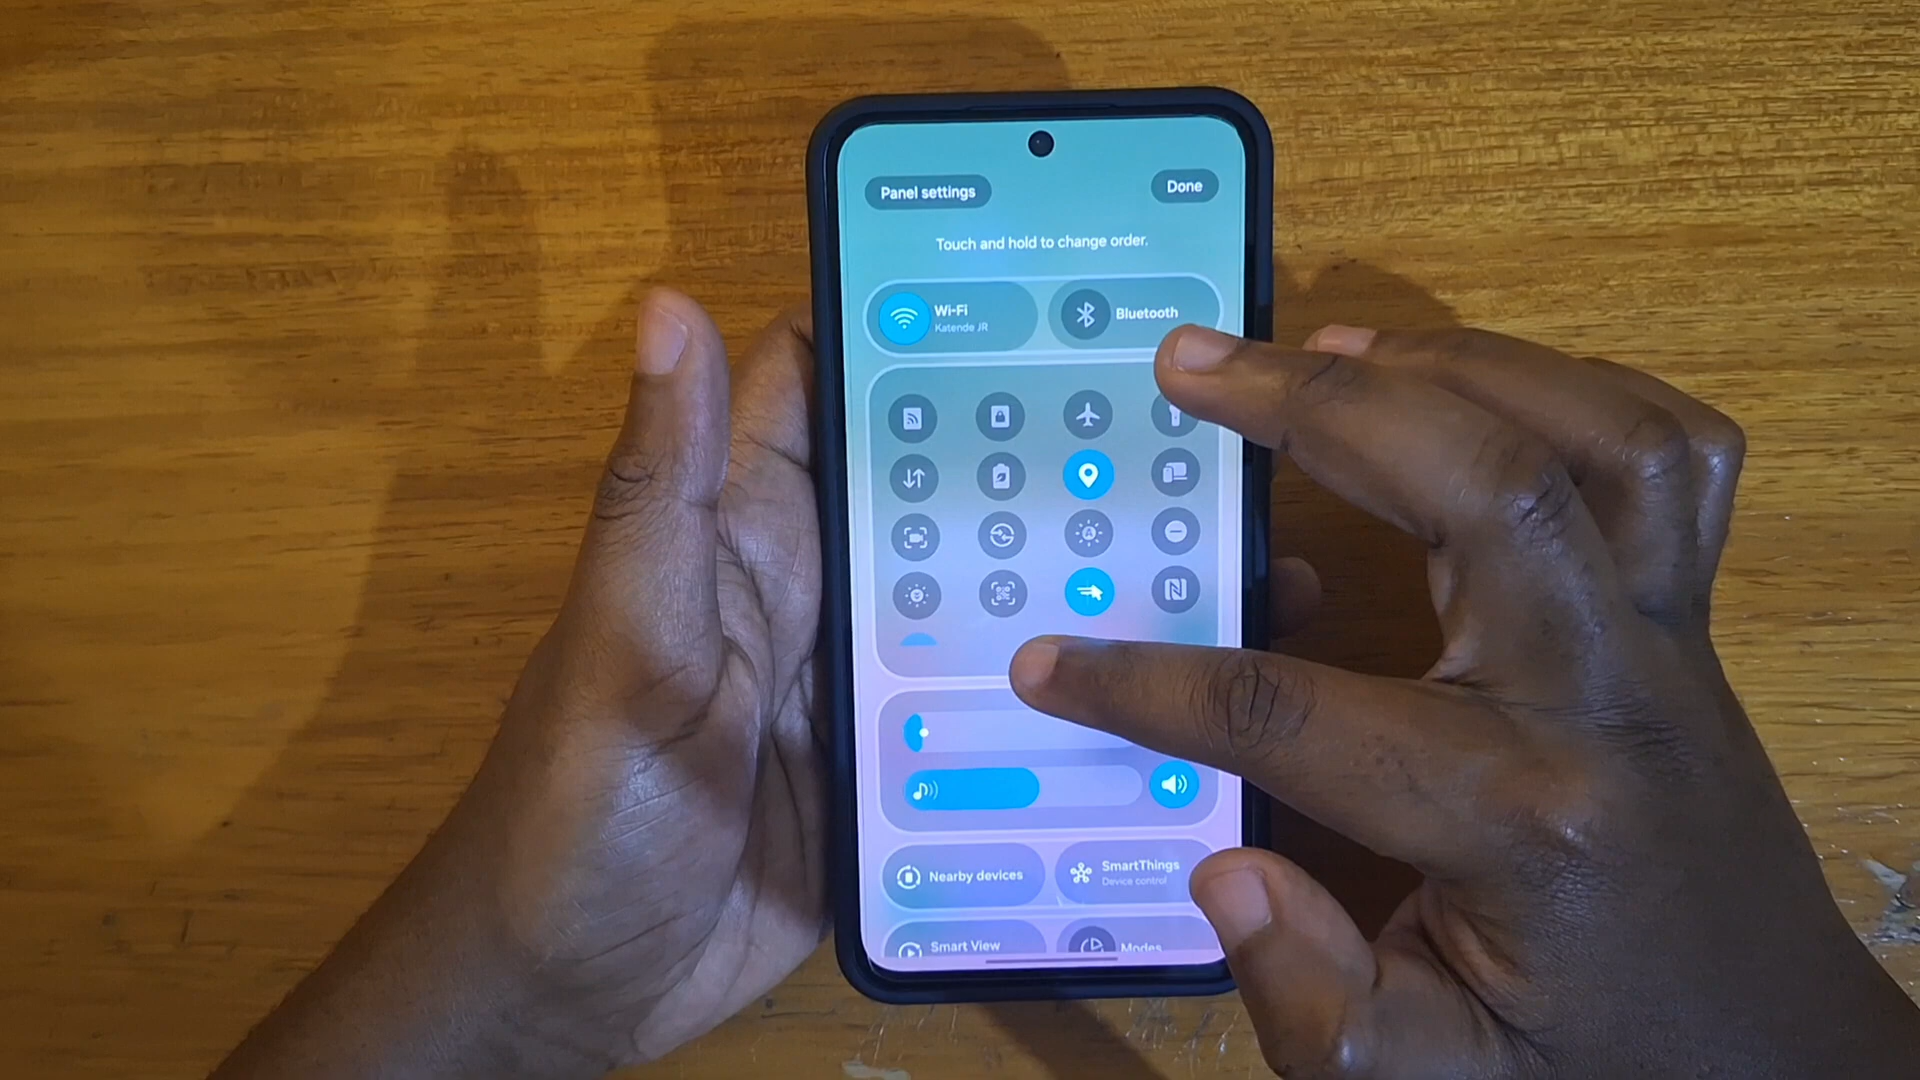 Panel settings
Done
Touch and hold to change order.
Wi-Fi
Katende JR
Bluetooth
Nearby devices
SmartThings
Device control
Smart View
Modes